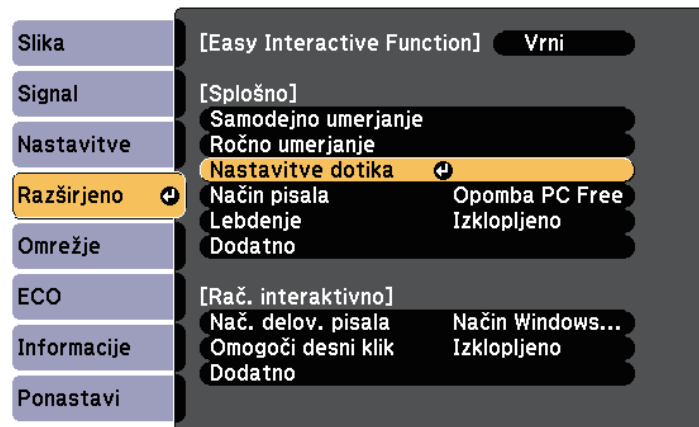 Slika
Signal
Nastavitve
Razširjeno
Omrežje
ECO
Informacije
Ponastavi
[Easy Interactive Function] Vrni
[Splošno]
Samodejno umerjanje
Ročno umerjanje
Nastavitve dotika
Način pisala Opomba PC Free
Lebdenje Izklopljeno
Dodatno
[Rač. interaktivno]
Nač. delov. pisala Način Windows...
Omogoči desni klik Izklopljeno
Dodatno